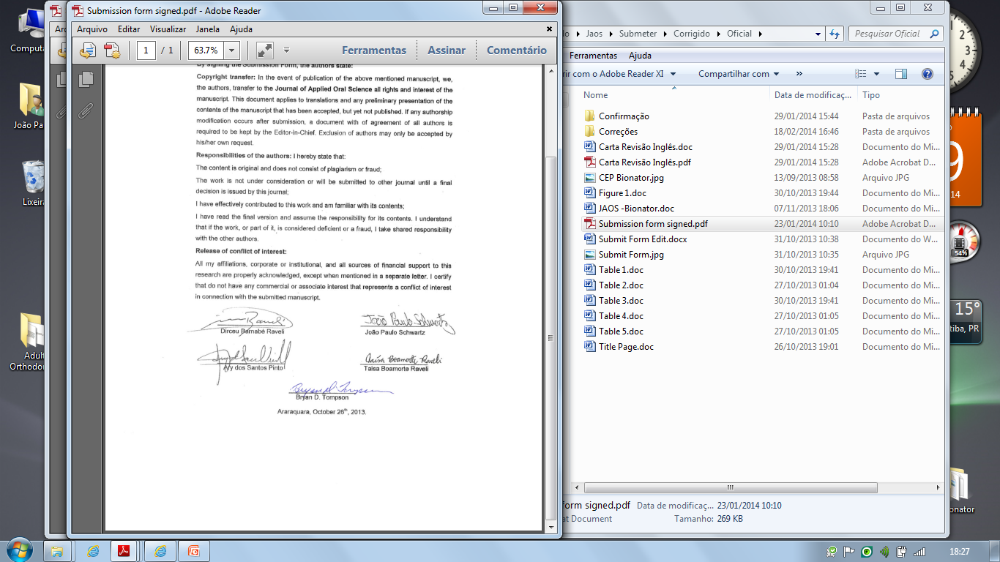 Submission form signed.pdf - Adobe Reader
Arquivo Editar Visualizar Janela Ajuda
1 / 1 63.7% Ferramentas Assinar Comentário
By signing the Submission Form, the authors state:
Copyright transfer: In the event of publication of the above mentioned manuscript, we,
the authors, transfer to the Journal of Applied Oral Science all rights and interest of the
manuscript. This document applies to translations and any preliminary presentation of the
contents of the manuscript that has been accepted, but yet not published. If any authorship
modification occurs after submission, a document with of agreement of all authors is
required to be kept by the Editor-in-Chief. Exclusion of authors may only be accepted by
his/her own request.
Responsibilities of the authors: I hereby state that:
The content is original and does not consist of plagiarism or fraud;
The work is not under consideration or will be submitted to other journal until a final
decision is issued by this journal;
I have effectively contributed to this work and am familiar with its contents;
I have read the final version and assume the responsibility for its contents. I understand
that if the work, or part of it, is considered deficient or a fraud, I take shared responsibility
with the other authors.
Release of conflict of interest:
All my affiliations, corporate or institutional, and all sources of financial support to this
research are properly acknowledged, except when mentioned in a separate letter. I certify
that do not have any commercial or associate interest that represents a conflict of interest
in connection with the submitted manuscript.
Raveli João Paulo Schwartz
Dirceu Barnabé Raveli João Paulo Schwartz
Taísa Boamorte Raveli
Ary dos Santos Pinto Taisa Boamorte Raveli
Tompson
Bryan D. Tompson
Araraquara, October 26th, 2013.
Jaos Submeter Corrigido Oficial Pesquisar Oficial
Ferramentas Ajuda
rir com o Adobe Reader XI Compartilhar com »
Nome Data de modificaç... Tipo
Confirmação 29/01/2014 15:44 Pasta de arquivos
Correções 18/02/2014 16:46 Pasta de arquivos
Carta Revisão Inglês.doc 29/01/2014 15:28 Documento do Mi...
Carta Revisão Inglês.pdf 29/01/2014 15:28 Adobe Acrobat D...
CEP Bionator.jpg 13/09/2013 08:58 Arquivo JPG
Figure 1.doc 30/10/2013 19:44 Documento do Mi...
JAOS -Bionator.doc 07/11/2013 18:06 Documento do Mi...
Submission form signed.pdf 23/01/2014 10:10 Adobe Acrobat D...
Submit Form Edit.docx 31/10/2013 10:38 Documento do W...
Submit Form.jpg 31/10/2013 10:35 Arquivo JPG
Table 1.doc 30/10/2013 19:41 Documento do Mi...
Table 2.doc 27/10/2013 01:04 Documento do Mi...
Table 3.doc 30/10/2013 19:41 Documento do Mi...
Table 4.doc 27/10/2013 01:05 Documento do Mi...
Table 5.doc 27/10/2013 01:05 Documento do Mi...
Title Page.doc 26/10/2013 19:01 Documento do Mi...
form signed.pdf Data de modificaç... 23/01/2014 10:10
at Document Tamanho: 269 KB
Computa
João Pa
Lixeir
Adult
Orthodon
9
14
54%
15°
tiba, PR
onator
18:27